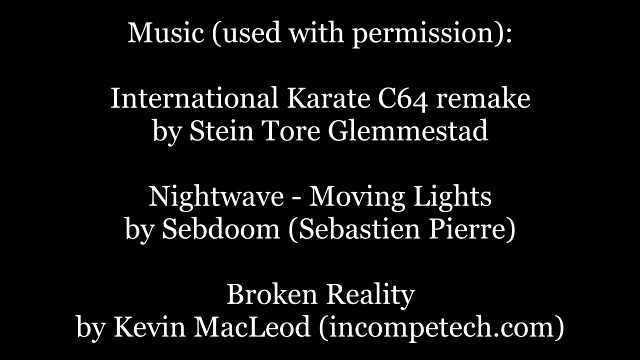 Music (used with permission):
International Karate C64 remake
by Stein Tore Glemmestad
Nightwave - Moving Lights
by Sebdoom (Sebastien Pierre)
Broken Reality
by Kevin MacLeod (incompetech.com)